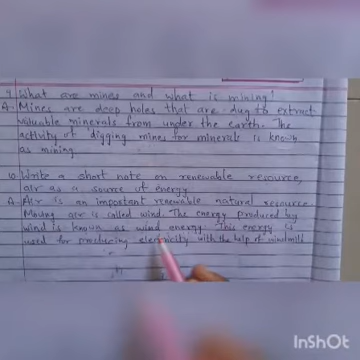 9. What are mines and what is mining?
A- Mines are deep holes that are dug to extract
valuable minerals from under the earth. The
activity of digging mines for minerals is known
as mining.
10. Write a short note on renewable resource,
air as a source of energy.
A- Air is an important renewable natural resource.
Moving air is called wind. The energy produced by
wind is known as wind energy. This energy is
used for producing electricity with the help of windmill
InShOt